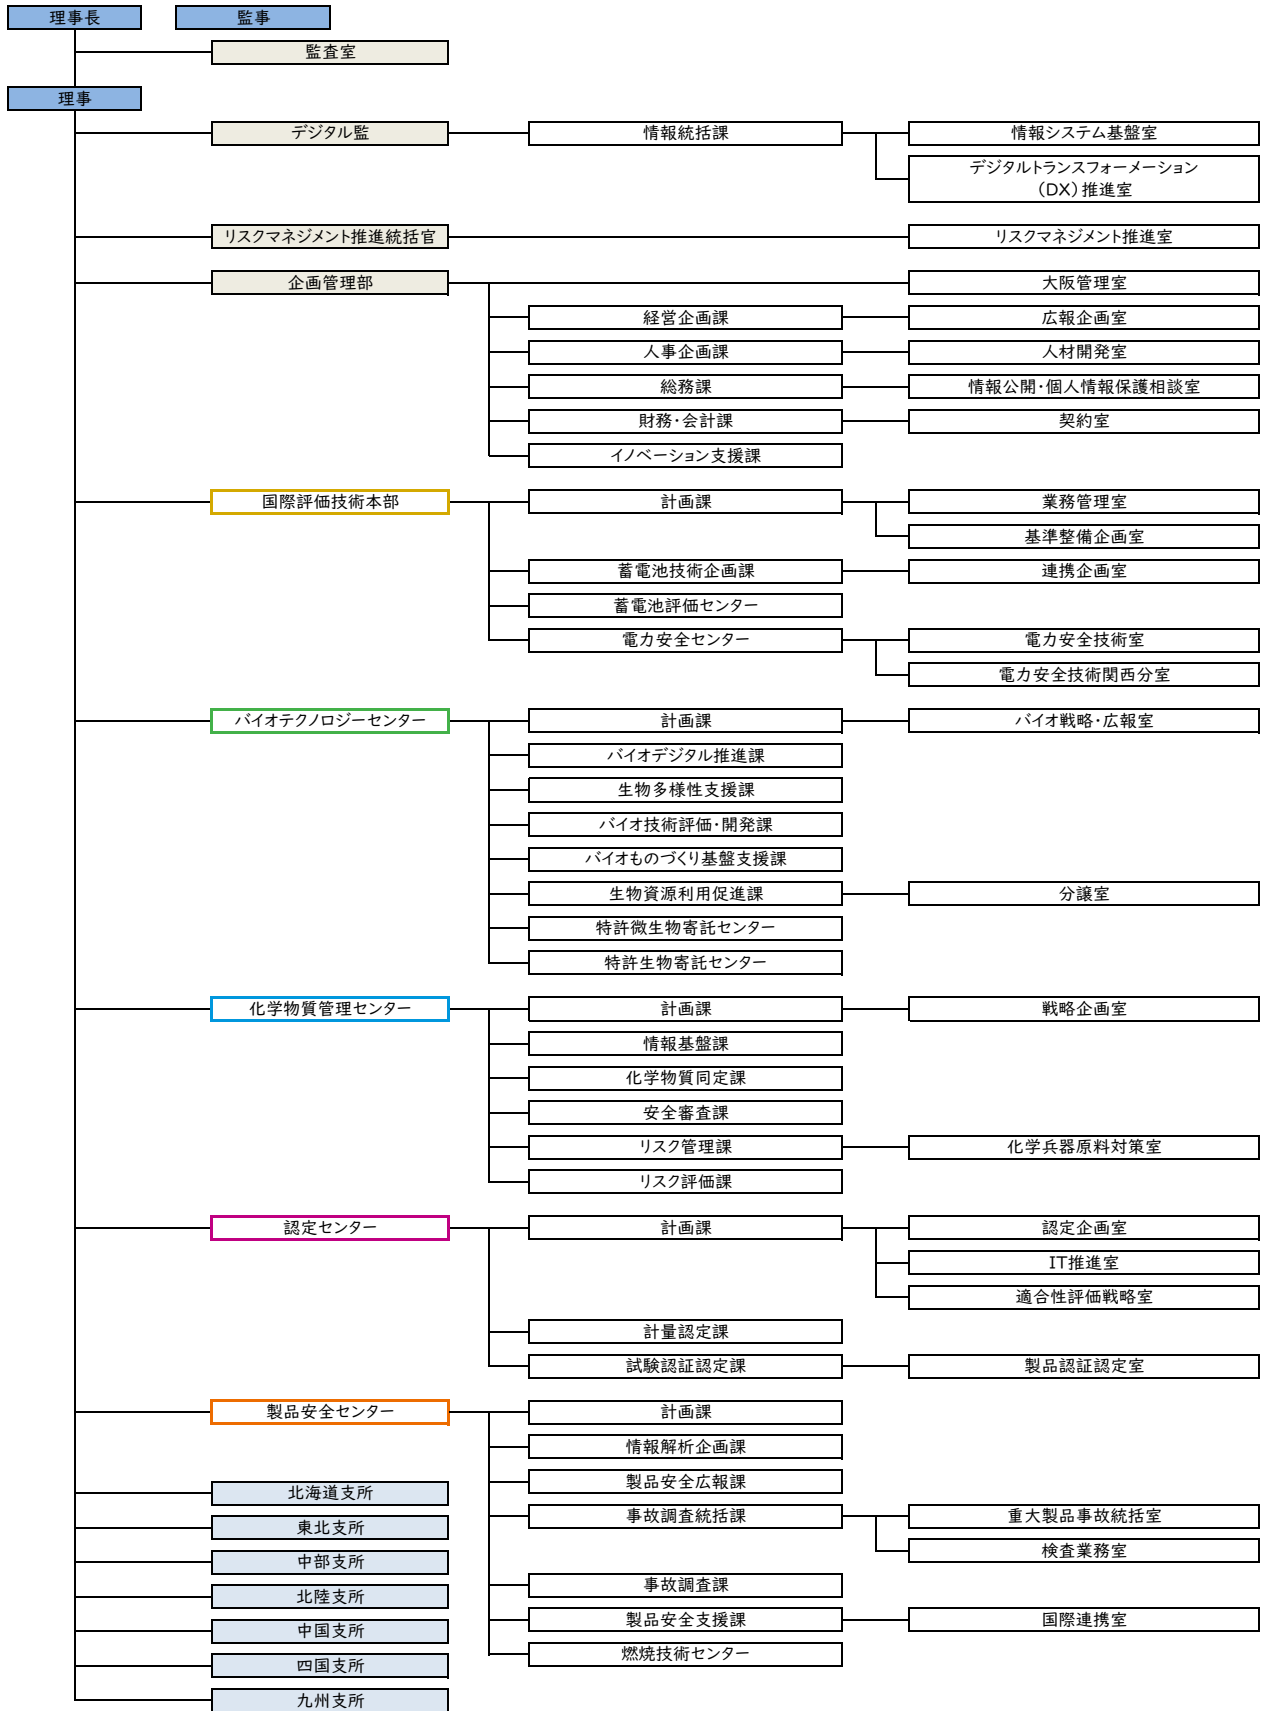 理事長
監事
監査室
理事
デジタル監
情報統括課
情報システム基盤室
デジタルトランスフォーメーション
（DX）推進室
リスクマネジメント推進統括官
リスクマネジメント推進室
企画管理部
大阪管理室
経営企画課
広報企画室
人事企画課
人材開発室
総務課
情報公開・個人情報保護相談室
財務・会計課
契約室
イノベーション支援課
国際評価技術本部
計画課
業務管理室
基準整備企画室
蓄電池技術企画課
連携企画室
蓄電池評価センター
電力安全センター
電力安全技術室
電力安全技術関西分室
バイオテクノロジーセンター
計画課
バイオ戦略・広報室
バイオデジタル推進課
生物多様性支援課
バイオ技術評価・開発課
バイオものづくり基盤支援課
生物資源利用促進課
分譲室
特許微生物寄託センター
特許生物寄託センター
化学物質管理センター
計画課
戦略企画室
情報基盤課
化学物質同定課
安全審査課
リスク管理課
化学兵器原料対策室
リスク評価課
認定センター
計画課
認定企画室
IT推進室
適合性評価戦略室
計量認定課
試験認証認定課
製品認証認定室
製品安全センター
計画課
情報解析企画課
製品安全広報課
北海道支所
事故調査統括課
重大製品事故統括室
東北支所
検査業務室
中部支所
事故調査課
北陸支所
製品安全支援課
国際連携室
中国支所
燃焼技術センター
四国支所
九州支所